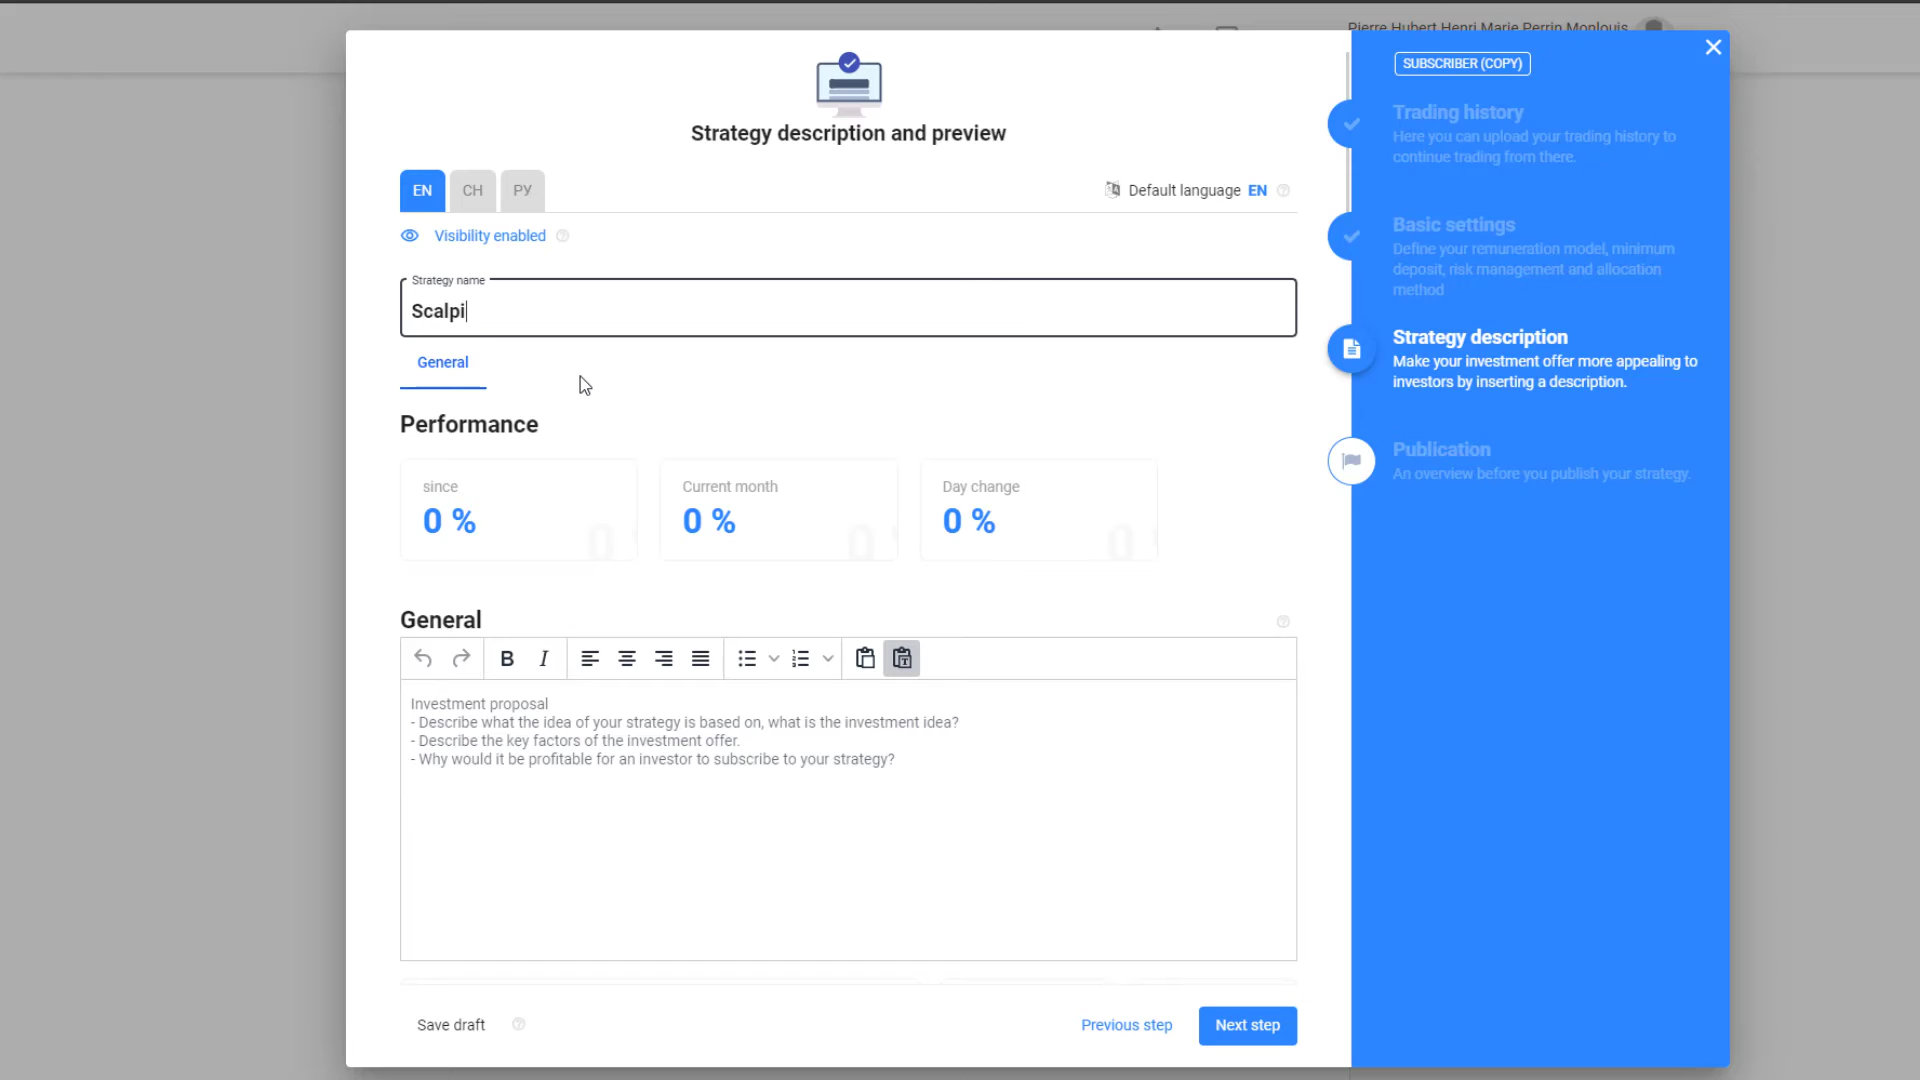 Pierre Hubert Henri Marie Perrin Monlouis
SUBSCRIBER (COPY)
Strategy description and preview
Trading history
Here you can upload your trading history to
continue trading from there.
EN
CH
РУ
Default language EN
Visibility enabled
Basic settings
Define your remuneration model, minimum
deposit, risk management and allocation
method
Strategy name
Scalpi
Strategy description
Make your investment offer more appealing to
investors by inserting a description.
General
Performance
Publication
An overview before you publish your strategy.
since
0 %
Current month
0 %
Day change
0 %
General
B I
Investment proposal
- Describe what the idea of your strategy is based on, what is the investment idea?
- Describe the key factors of the investment offer.
- Why would it be profitable for an investor to subscribe to your strategy?
Save draft
Previous step
Next step